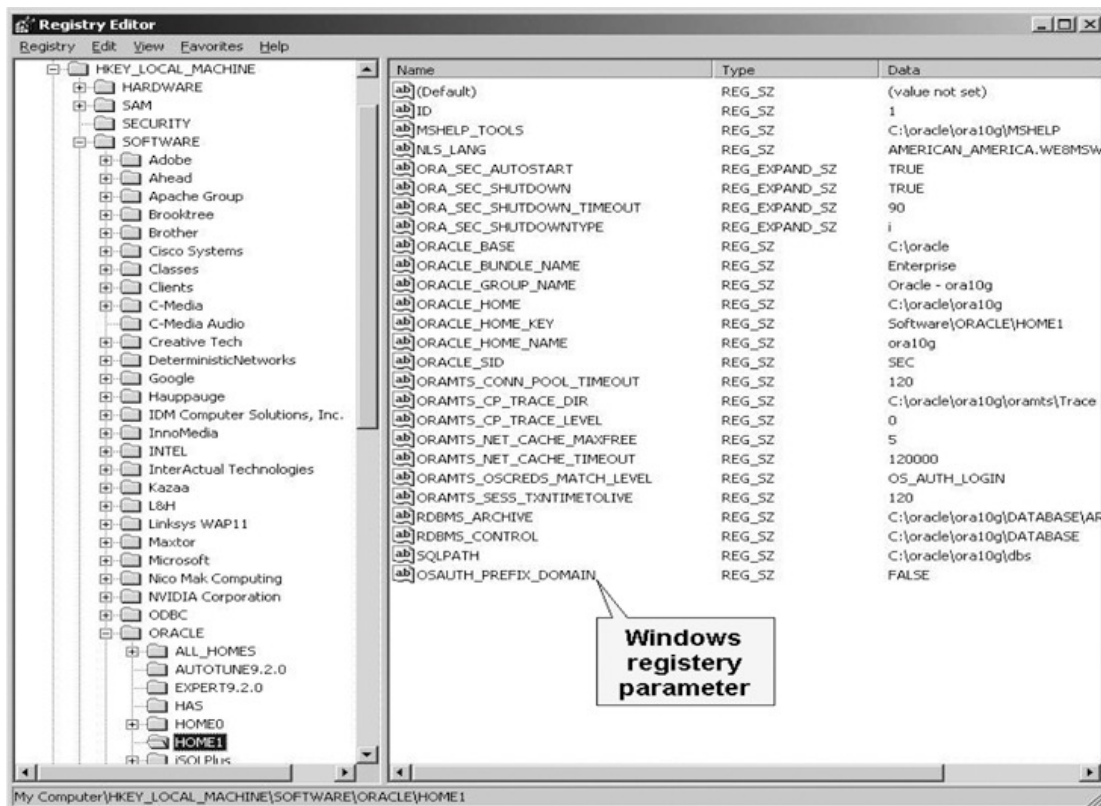 Registry Editor
Registry Edit View Favorites Help
HKEY_LOCAL_MACHINE
HARDWARE
SAM
SECURITY
SOFTWARE
Adobe
Ahead
Apache Group
Brooktree
Brother
Cisco Systems
Classes
Clients
C-Media
C-Media Audio
Creative Tech
DeterministicNetworks
Google
Hauppauge
IDM Computer Solutions, Inc.
InnoMedia
INTEL
InterActual Technologies
Kazaa
L&H
Linksys WAP11
Maxtor
Microsoft
Nico Mak Computing
NVIDIA Corporation
ODBC
ORACLE
ALL_HOMES
AUTOTUNE9.2.0
EXPERT9.2.0
HAS
HOME0
HOME1
iSQLPlus
Name Type Data
(Default) REG_SZ (value not set)
ID REG_SZ 1
MSHELP_TOOLS REG_SZ C:\oracle\ora10g\MSHELP
NLS_LANG REG_SZ AMERICAN_AMERICA.WE8MSW
ORA_SEC_AUTOSTART REG_EXPAND_SZ TRUE
ORA_SEC_SHUTDOWN REG_EXPAND_SZ TRUE
ORA_SEC_SHUTDOWN_TIMEOUT REG_EXPAND_SZ 90
ORA_SEC_SHUTDOWNTYPE REG_EXPAND_SZ i
ORACLE_BASE REG_SZ C:\oracle
ORACLE_BUNDLE_NAME REG_SZ Enterprise
ORACLE_GROUP_NAME REG_SZ Oracle - ora10g
ORACLE_HOME REG_SZ C:\oracle\ora10g
ORACLE_HOME_KEY REG_SZ Software\ORACLE\HOME1
ORACLE_HOME_NAME REG_SZ ora10g
ORACLE_SID REG_SZ SEC
ORAMTS_CONN_POOL_TIMEOUT REG_SZ 120
ORAMTS_CP_TRACE_DIR REG_SZ C:\oracle\ora10g\oramts\Trace
ORAMTS_CP_TRACE_LEVEL REG_SZ 0
ORAMTS_NET_CACHE_MAXFREE REG_SZ 5
ORAMTS_NET_CACHE_TIMEOUT REG_SZ 120000
ORAMTS_OSCREDS_MATCH_LEVEL REG_SZ OS_AUTH_LOGIN
ORAMTS_SESS_TXNTIMETOLIVE REG_SZ 120
RDBMS_ARCHIVE REG_SZ C:\oracle\ora10g\DATABASE\AR
RDBMS_CONTROL REG_SZ C:\oracle\ora10g\DATABASE
SQLPATH REG_SZ C:\oracle\ora10g\dbs
OSAUTH_PREFIX_DOMAIN REG_SZ FALSE
Windows
registery
parameter
My Computer\HKEY_LOCAL_MACHINE\SOFTWARE\ORACLE\HOME1